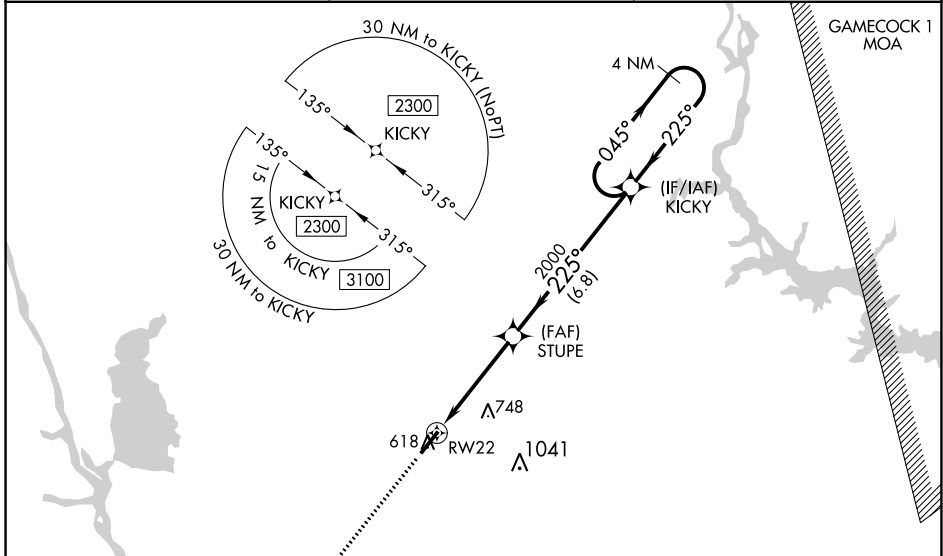 GAMECOCK 1
MOA
30 NM to KICKY (NoPT)
135°
2300
KICKY
315°
135°
15 NM to KICKY
KICKY
2300
315°
3100
30 NM to KICKY
4 NM
045°
225°
(IF/IAF)
KICKY
2000
225°
(6.8)
(FAF)
STUPE
748
618
RW22
1041